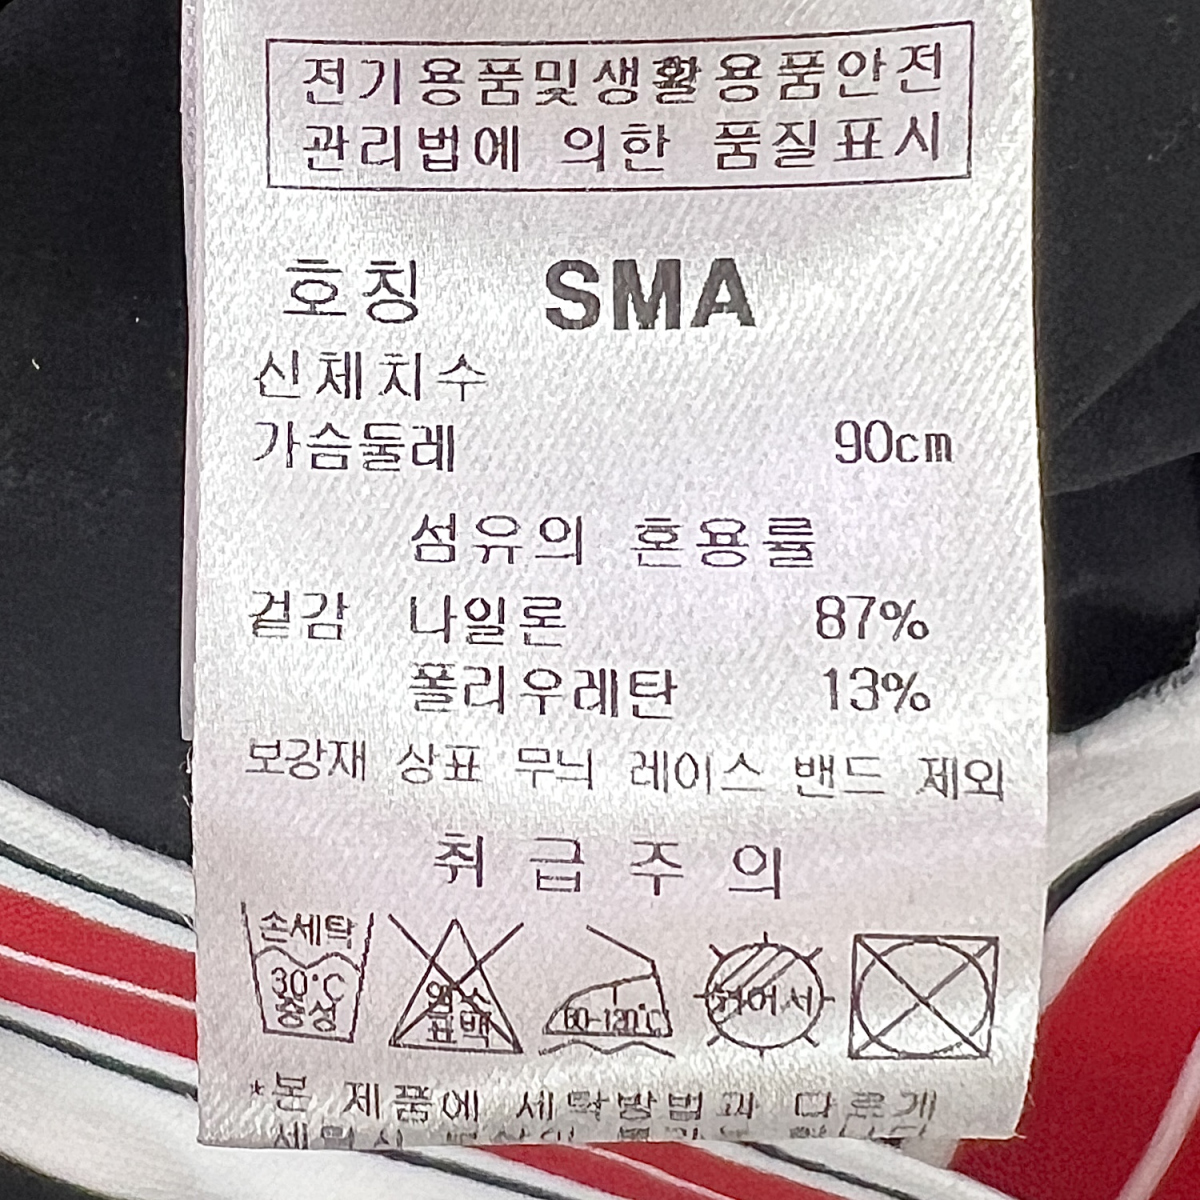 전기용품및생활용품안전
관리법에 의한 품질표시
호칭 SMA
신체치수
가슴둘레 90cm
섬유의 혼용률
겉감 나일론 87%
폴리우레탄 13%
보강재 상표 무늬 레이스 밴드 제외
취급주의
손세탁
30°C
중성
염소
표백
80-120°C
뉘어서
*본 제품에 세탁방법과 다르게